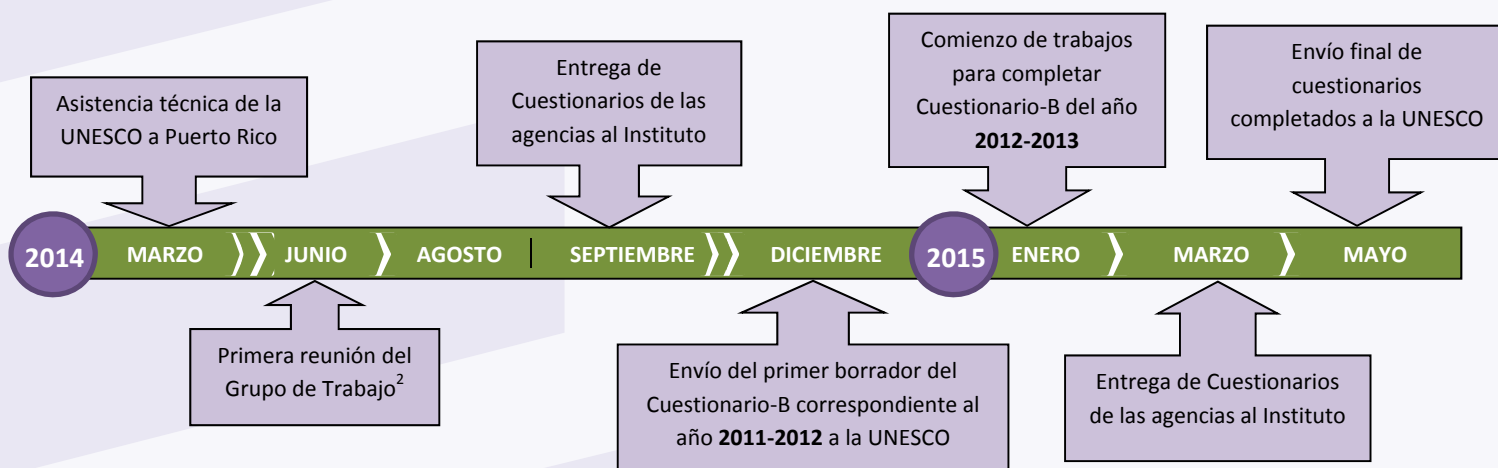 Asistencia técnica de la
UNESCO a Puerto Rico
Entrega de
Cuestionarios de las
agencias al Instituto
Comienzo de trabajos
para completar
Cuestionario-B del año
2012-2013
Envío final de
cuestionarios
completados a la UNESCO
2014 MARZO JUNIO AGOSTO SEPTIEMBRE DICIEMBRE 2015 ENERO MARZO MAYO
Primera reunión del
Grupo de Trabajo²
Envío del primer borrador del
Cuestionario-B correspondiente al
año 2011-2012 a la UNESCO
Entrega de Cuestionarios
de las agencias al Instituto